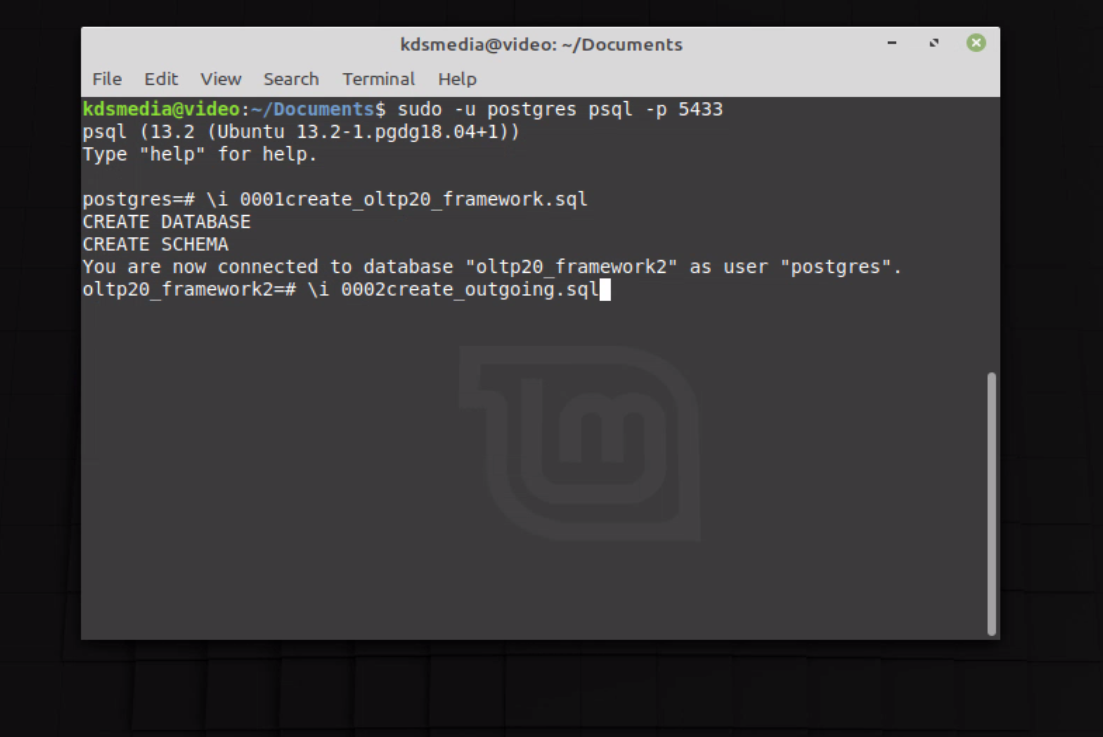 kdsmedia@video: ~/Documents
File Edit View Search Terminal Help
kdsmedia@video:~/Documents$ sudo -u postgres psql -p 5433
psql (13.2 (Ubuntu 13.2-1.pgdg18.04+1))
Type "help" for help.
postgres=# \i 0001create_oltp20_framework.sql
CREATE DATABASE
CREATE SCHEMA
You are now connected to database "oltp20_framework2" as user "postgres".
oltp20_framework2=# \i 0002create_outgoing.sql